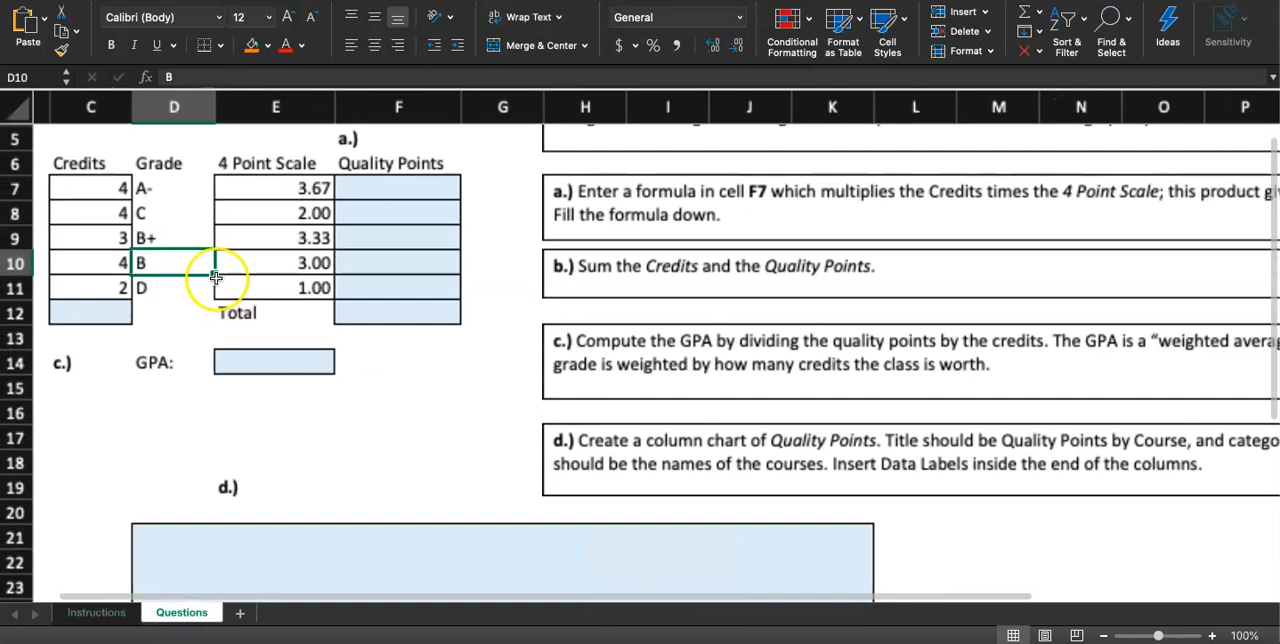 Calibri (Body) 12 A^ A˅ Wrap Text General Insert Σ
Paste B I U A Merge & Center $ % , .00 Conditional Formatting Format as Table Cell Styles Delete Format Sort & Filter Find & Select Ideas Sensitivity
D10 fx B
C D E F G H I J K L M N O P
5 a.)
6 Credits Grade 4 Point Scale Quality Points
7 4 A- 3.67
8 4 C 2.00
9 3 B+ 3.33
10 4 B 3.00
11 2 D 1.00
12 Total
13
14 c.) GPA:
15
16
17
18
19 d.)
20
21
22
23
a.) Enter a formula in cell F7 which multiplies the Credits times the 4 Point Scale; this product gi
Fill the formula down.
b.) Sum the Credits and the Quality Points.
c.) Compute the GPA by dividing the quality points by the credits. The GPA is a “weighted averag
grade is weighted by how many credits the class is worth.
d.) Create a column chart of Quality Points. Title should be Quality Points by Course, and catego
should be the names of the courses. Insert Data Labels inside the end of the columns.
Instructions Questions +
− + 100%